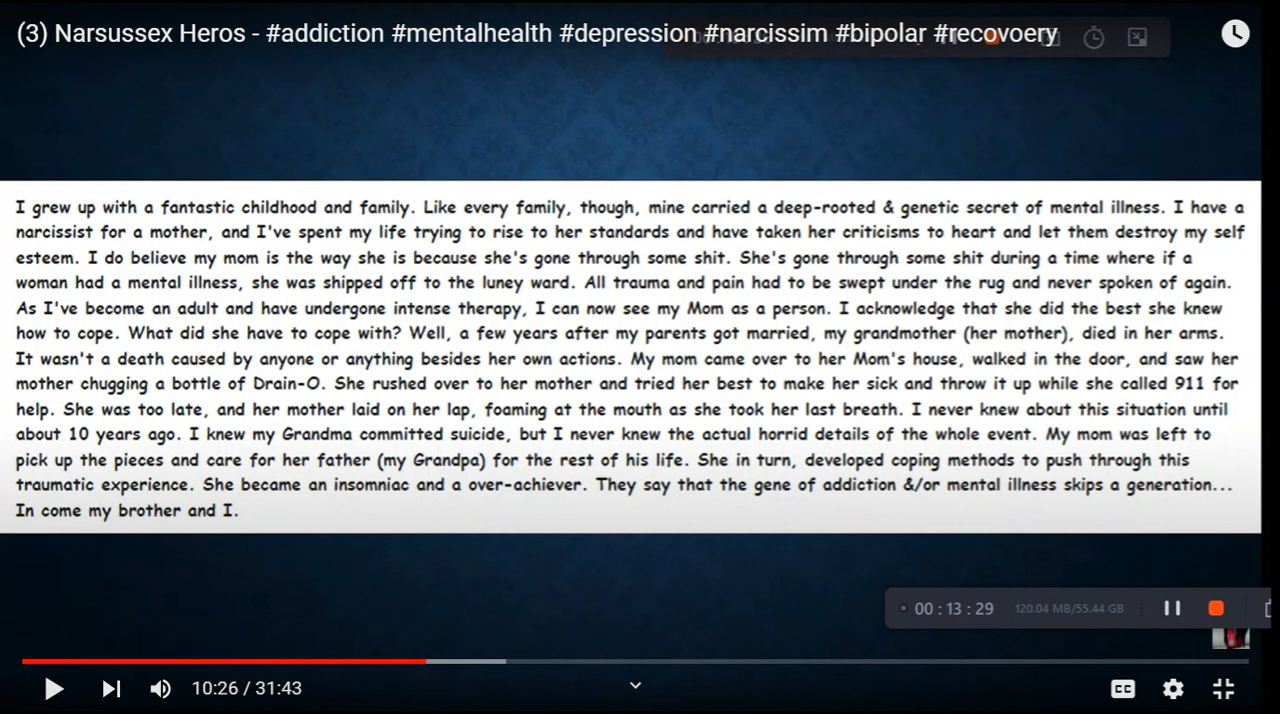 (3) Narsussex Heros - #addiction #mentalhealth #depression #narcissim #bipolar #recovoery
I grew up with a fantastic childhood and family. Like every family, though, mine carried a deep-rooted & genetic secret of mental illness. I have a
narcissist for a mother, and I've spent my life trying to rise to her standards and have taken her criticisms to heart and let them destroy my self
esteem. I do believe my mom is the way she is because she's gone through some shit. She's gone through some shit during a time where if a
woman had a mental illness, she was shipped off to the luney ward. All trauma and pain had to be swept under the rug and never spoken of again.
As I've become an adult and have undergone intense therapy, I can now see my Mom as a person. I acknowledge that she did the best she knew
how to cope. What did she have to cope with? Well, a few years after my parents got married, my grandmother (her mother), died in her arms.
It wasn't a death caused by anyone or anything besides her own actions. My mom came over to her Mom's house, walked in the door, and saw her
mother chugging a bottle of Drain-O. She rushed over to her mother and tried her best to make her sick and throw it up while she called 911 for
help. She was too late, and her mother laid on her lap, foaming at the mouth as she took her last breath. I never knew about this situation until
about 10 years ago. I knew my Grandma committed suicide, but I never knew the actual horrid details of the whole event. My mom was left to
pick up the pieces and care for her father (my Grandpa) for the rest of his life. She in turn, developed coping methods to push through this
traumatic experience. She became an insomniac and a over-achiever. They say that the gene of addiction &/or mental illness skips a generation...
In come my brother and I.
00 : 13 : 29 120.04 MB/55.44 GB
10:26 / 31:43 CC